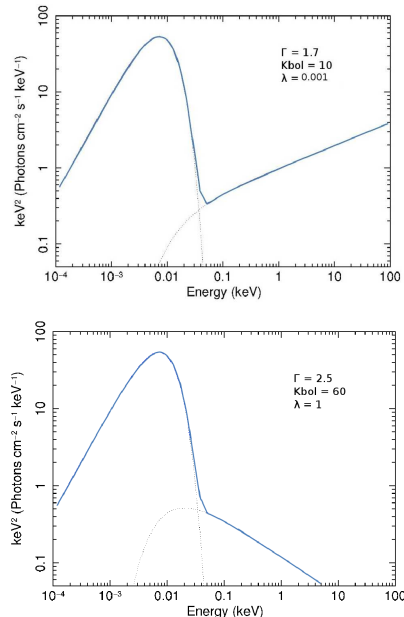 100
10
1
0.1
keV² (Photons cm⁻² s⁻¹ keV⁻¹)
Γ = 1.7
Kbol = 10
λ = 0.001
10⁻⁴ 10⁻³ 0.01 0.1 1 10 100
Energy (keV)
100
10
1
0.1
keV² (Photons cm⁻² s⁻¹ keV⁻¹)
Γ = 2.5
Kbol = 60
λ = 1
10⁻⁴ 10⁻³ 0.01 0.1 1 10 100
Energy (keV)